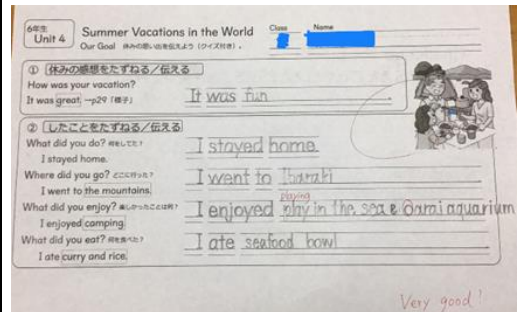 6年生
Unit 4
Summer Vacations in the World
Class
Name
Our Goal 休みの思い出を伝えよう(クイズ付き)。
① 休みの感想をたずねる/伝える
How was your vacation?
It was great. →p29「様子」
It was fun.
② したことをたずねる/伝える
What did you do? 何をしてた?
I stayed home.
I stayed home.
Where did you go? どこに行った?
I went to Ibaraki
I went to the mountains.
playing
What did you enjoy? 楽しかったことは何?
I enjoyed play in the sea & Oarai aquarium
I enjoyed camping.
What did you eat? 何を食べた?
I ate seafood bowl
I ate curry and rice.
Very good!